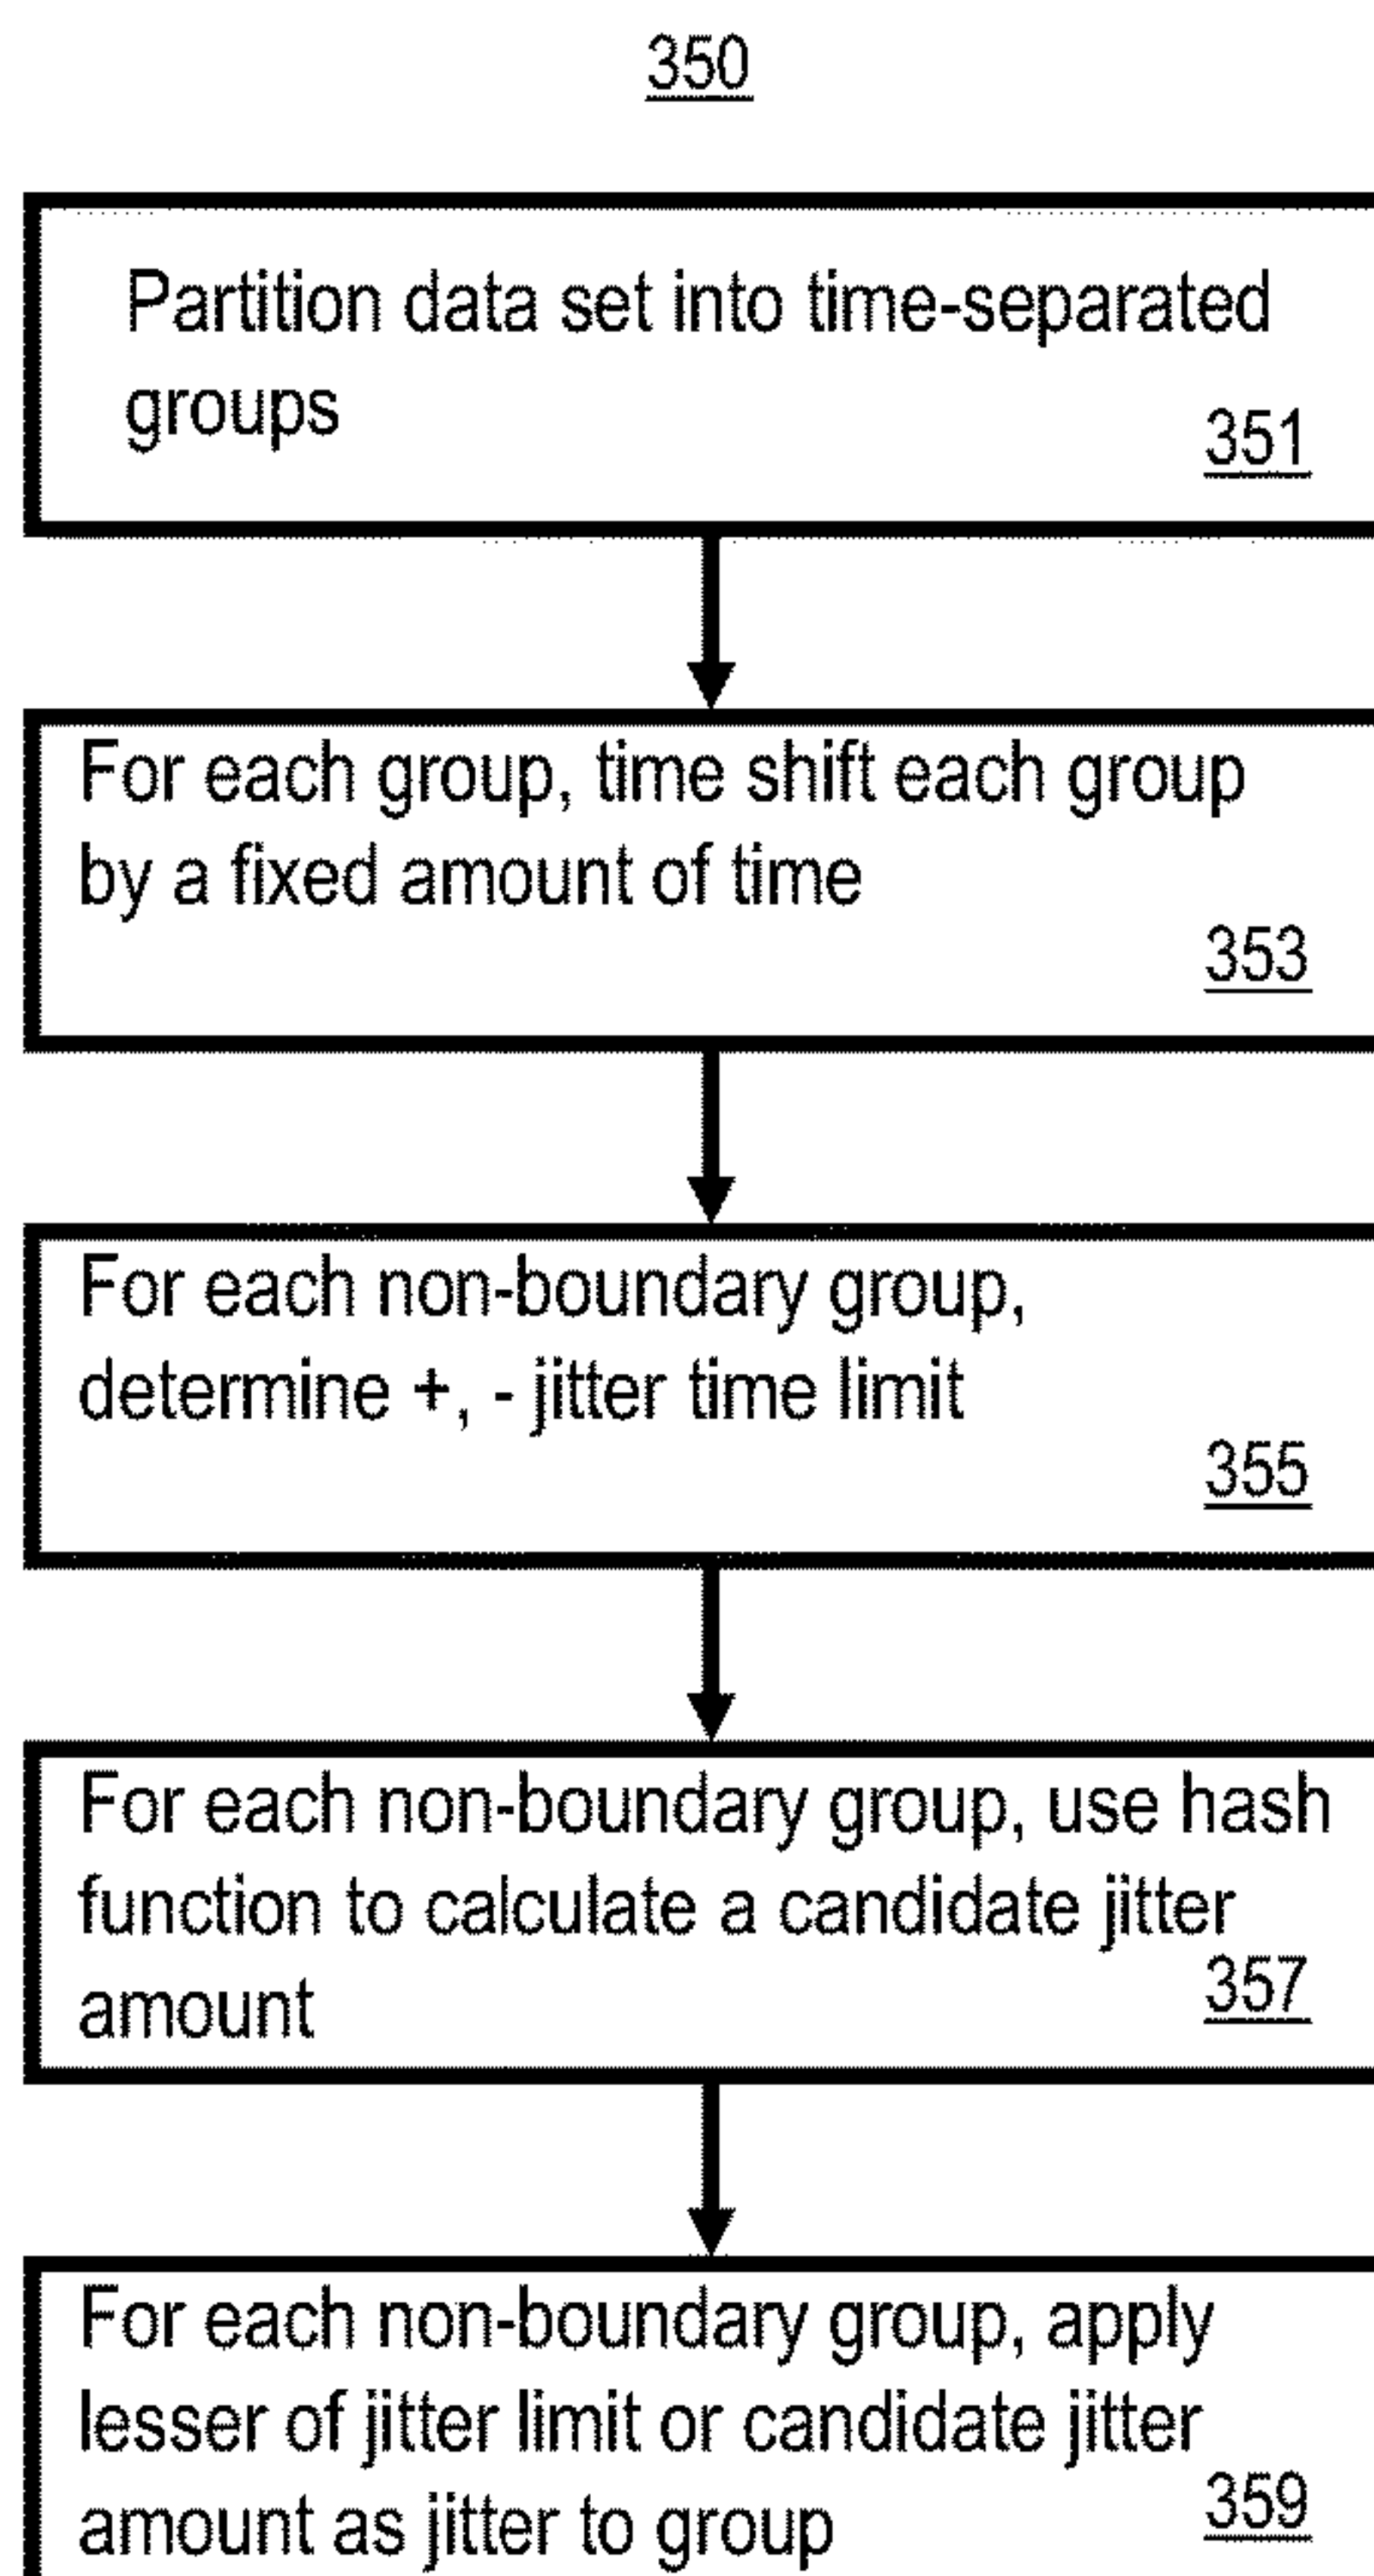 350
Partition data set into time-separated
groups
351
For each group, time shift each group
by a fixed amount of time
353
For each non-boundary group,
determine +, - jitter time limit
355
For each non-boundary group, use hash
function to calculate a candidate jitter
amount
357
For each non-boundary group, apply
lesser of jitter limit or candidate jitter
amount as jitter to group
359